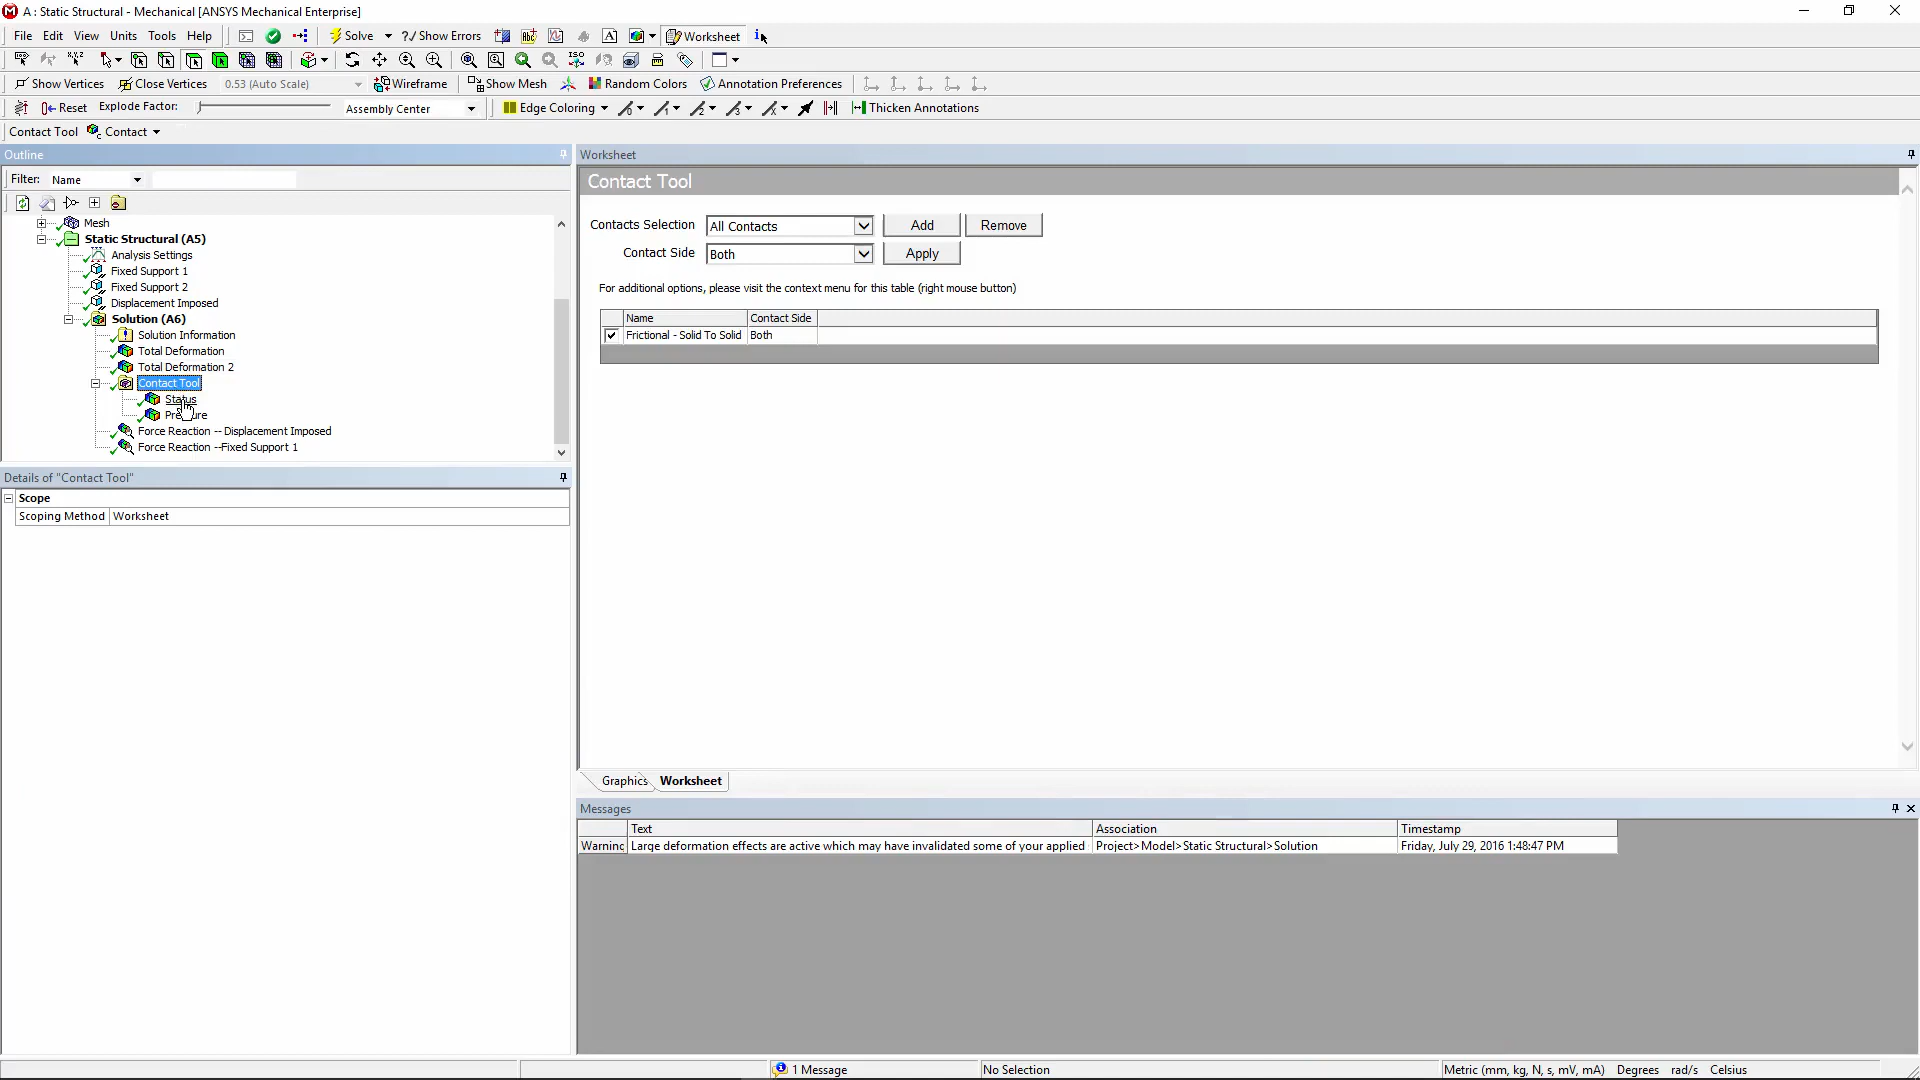 A : Static Structural - Mechanical [ANSYS Mechanical Enterprise]
File Edit View Units Tools Help Solve ?/ Show Errors Worksheet
Show Vertices Close Vertices 0.53 (Auto Scale) Wireframe Show Mesh Random Colors Annotation Preferences
Reset Explode Factor: Assembly Center Edge Coloring Thicken Annotations
Contact Tool Contact
Outline
Filter: Name
Mesh
Static Structural (A5)
Analysis Settings
Fixed Support 1
Fixed Support 2
Displacement Imposed
Solution (A6)
Solution Information
Total Deformation
Total Deformation 2
Contact Tool
Status
Pressure
Force Reaction -- Displacement Imposed
Force Reaction --Fixed Support 1
Details of "Contact Tool"
Scope
Scoping Method Worksheet
Worksheet
Contact Tool
Contacts Selection All Contacts Add Remove
Contact Side Both Apply
For additional options, please visit the context menu for this table (right mouse button)
Name Contact Side
Frictional - Solid To Solid Both
Graphics Worksheet
Messages
Text Association Timestamp
Warning Large deformation effects are active which may have invalidated some of your applied Project>Model>Static Structural>Solution Friday, July 29, 2016 1:48:47 PM
1 Message No Selection Metric (mm, kg, N, s, mV, mA) Degrees rad/s Celsius